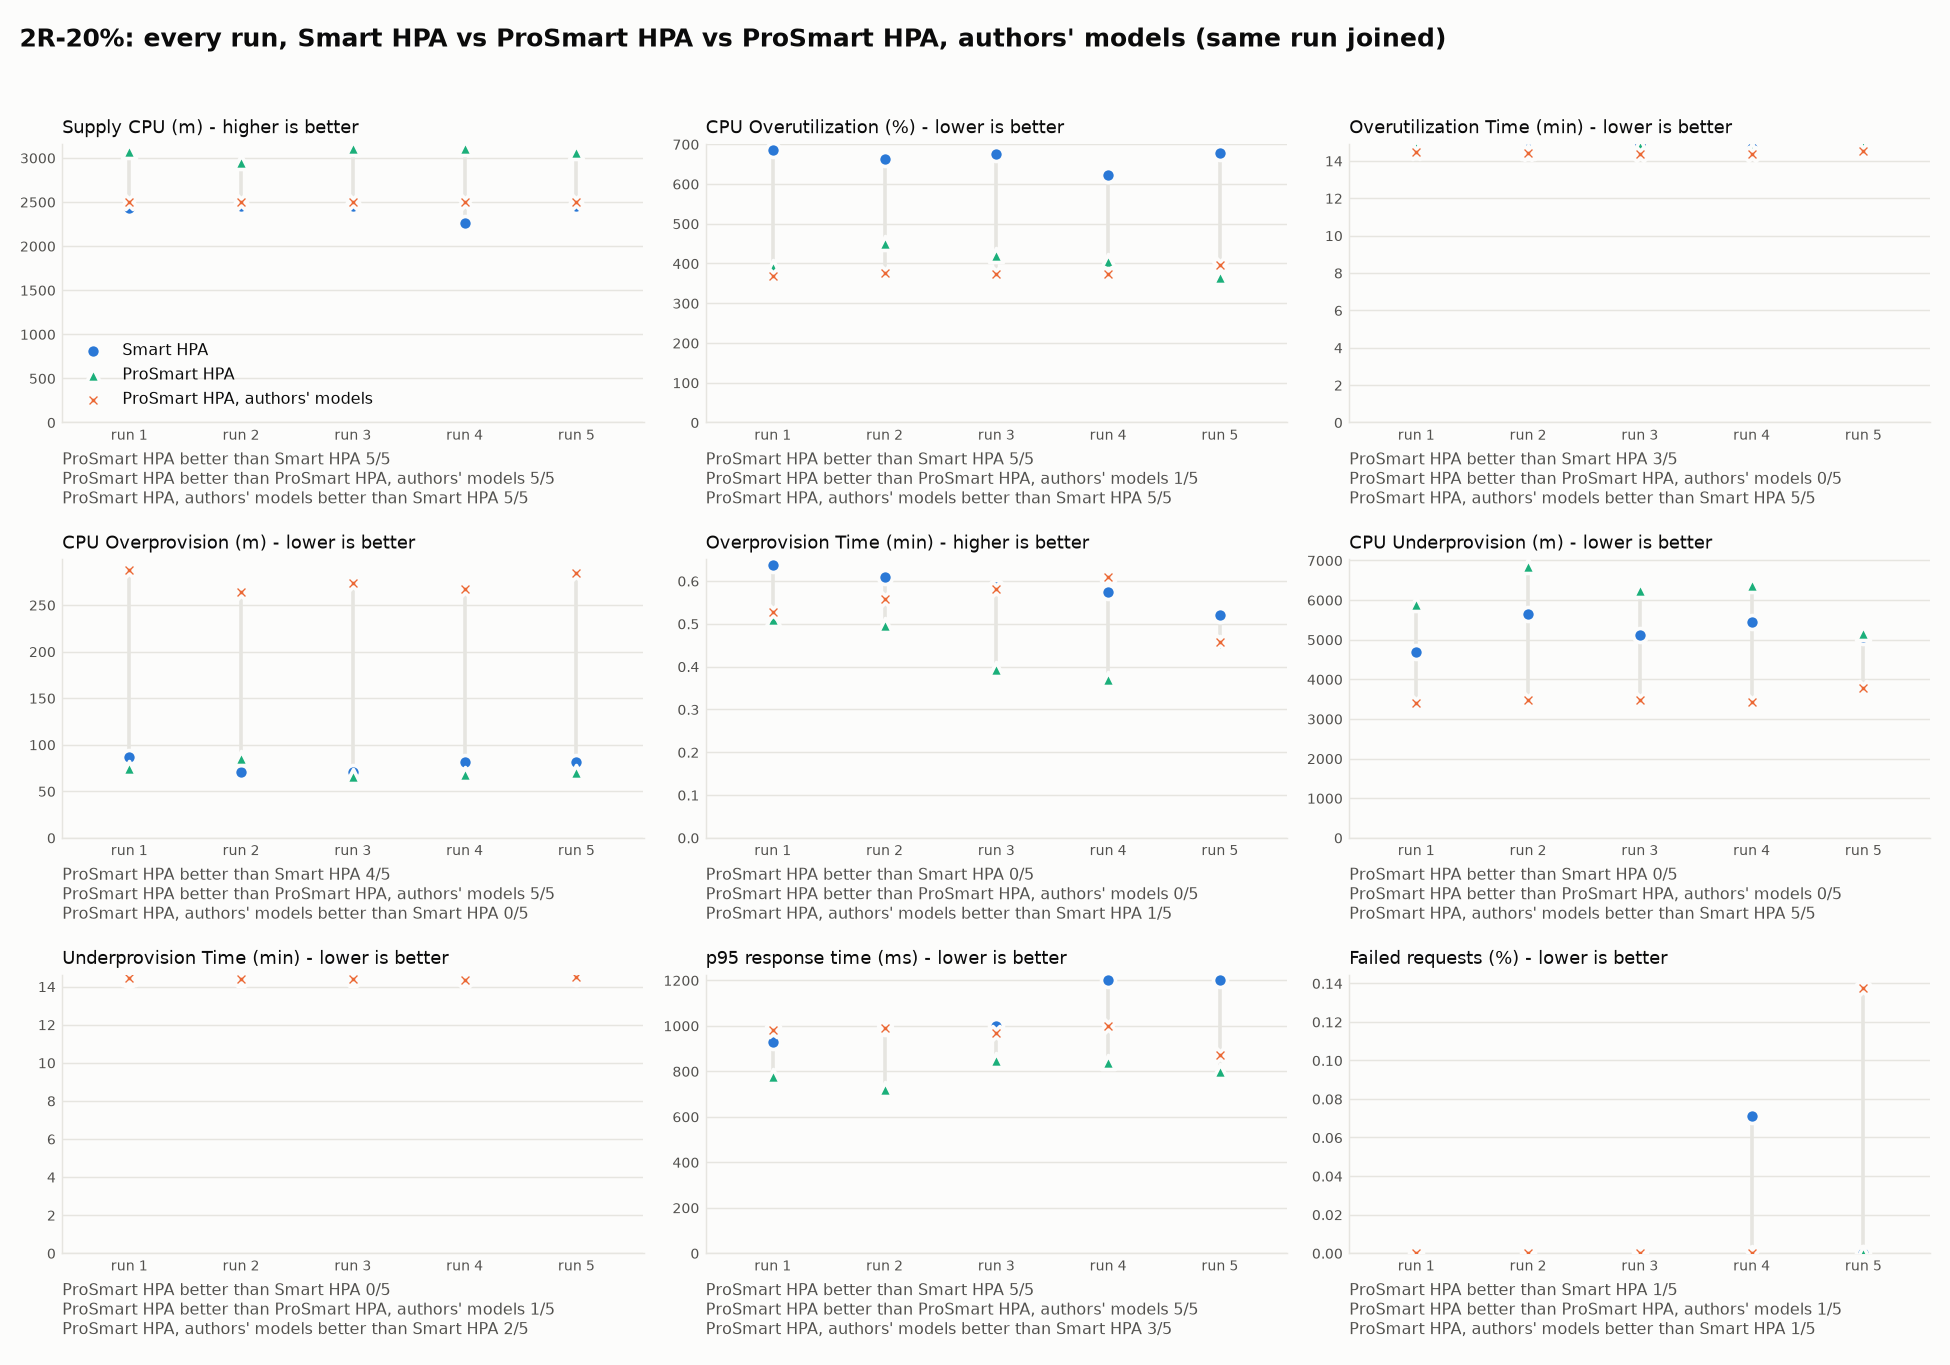 2R-20%: every run, Smart HPA vs ProSmart HPA vs ProSmart HPA, authors' models (same run joined)
Supply CPU (m) - higher is better
3000
2500
2000
1500
1000
500
0
Smart HPA
ProSmart HPA
ProSmart HPA, authors' models
run 1 run 2 run 3 run 4 run 5
ProSmart HPA better than Smart HPA 5/5
ProSmart HPA better than ProSmart HPA, authors' models 5/5
ProSmart HPA, authors' models better than Smart HPA 5/5
CPU Overutilization (%) - lower is better
700
600
500
400
300
200
100
0
run 1 run 2 run 3 run 4 run 5
ProSmart HPA better than Smart HPA 5/5
ProSmart HPA better than ProSmart HPA, authors' models 1/5
ProSmart HPA, authors' models better than Smart HPA 5/5
Overutilization Time (min) - lower is better
14
12
10
8
6
4
2
0
run 1 run 2 run 3 run 4 run 5
ProSmart HPA better than Smart HPA 3/5
ProSmart HPA better than ProSmart HPA, authors' models 0/5
ProSmart HPA, authors' models better than Smart HPA 5/5
CPU Overprovision (m) - lower is better
250
200
150
100
50
0
run 1 run 2 run 3 run 4 run 5
ProSmart HPA better than Smart HPA 4/5
ProSmart HPA better than ProSmart HPA, authors' models 5/5
ProSmart HPA, authors' models better than Smart HPA 0/5
Overprovision Time (min) - higher is better
0.6
0.5
0.4
0.3
0.2
0.1
0.0
run 1 run 2 run 3 run 4 run 5
ProSmart HPA better than Smart HPA 0/5
ProSmart HPA better than ProSmart HPA, authors' models 0/5
ProSmart HPA, authors' models better than Smart HPA 1/5
CPU Underprovision (m) - lower is better
7000
6000
5000
4000
3000
2000
1000
0
run 1 run 2 run 3 run 4 run 5
ProSmart HPA better than Smart HPA 0/5
ProSmart HPA better than ProSmart HPA, authors' models 0/5
ProSmart HPA, authors' models better than Smart HPA 5/5
Underprovision Time (min) - lower is better
14
12
10
8
6
4
2
0
run 1 run 2 run 3 run 4 run 5
ProSmart HPA better than Smart HPA 0/5
ProSmart HPA better than ProSmart HPA, authors' models 1/5
ProSmart HPA, authors' models better than Smart HPA 2/5
p95 response time (ms) - lower is better
1200
1000
800
600
400
200
0
run 1 run 2 run 3 run 4 run 5
ProSmart HPA better than Smart HPA 5/5
ProSmart HPA better than ProSmart HPA, authors' models 5/5
ProSmart HPA, authors' models better than Smart HPA 3/5
Failed requests (%) - lower is better
0.14
0.12
0.10
0.08
0.06
0.04
0.02
0.00
run 1 run 2 run 3 run 4 run 5
ProSmart HPA better than Smart HPA 1/5
ProSmart HPA better than ProSmart HPA, authors' models 1/5
ProSmart HPA, authors' models better than Smart HPA 1/5